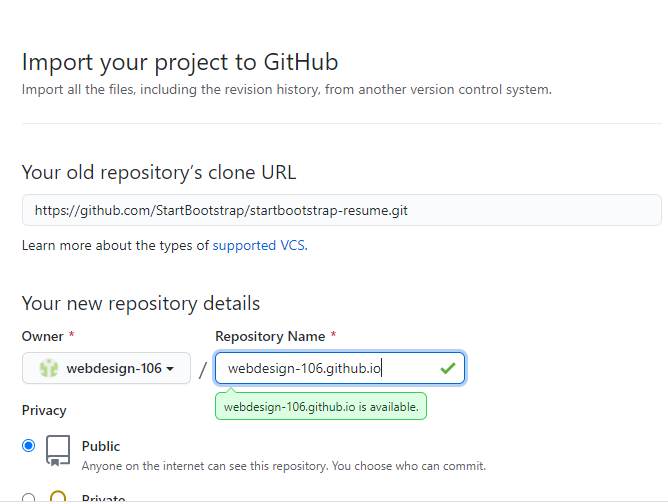 Import your project to GitHub
Import all the files, including the revision history, from another version control system.
Your old repository’s clone URL
https://github.com/StartBootstrap/startbootstrap-resume.git
Learn more about the types of supported VCS.
Your new repository details
Owner * Repository Name *
webdesign-106 / webdesign-106.github.io
webdesign-106.github.io is available.
Privacy
Public
Anyone on the internet can see this repository. You choose who can commit.
Private